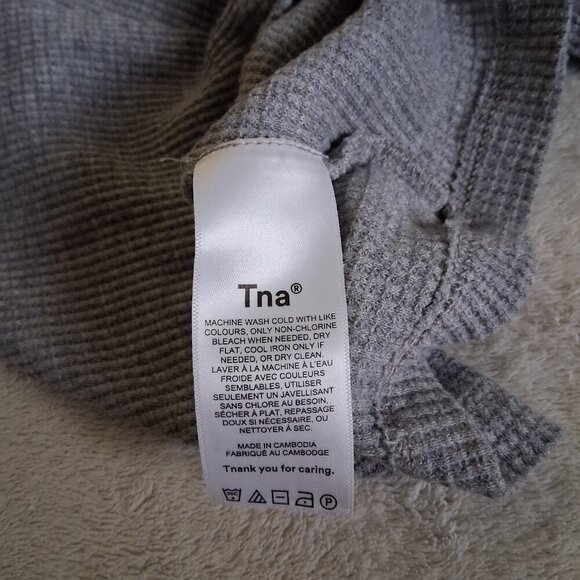 Tna®
MACHINE WASH COLD WITH LIKE
COLOURS, ONLY NON-CHLORINE
BLEACH WHEN NEEDED, DRY
FLAT, COOL IRON ONLY IF
NEEDED, OR DRY CLEAN.
LAVER À LA MACHINE À L'EAU
FROIDE AVEC COULEURS
SEMBLABLES, UTILISER
SEULEMENT UN JAVELLISANT
SANS CHLORE AU BESOIN,
SÉCHER À PLAT, REPASSAGE
DOUX SI NÉCESSAIRE, OU
NETTOYER À SEC.
MADE IN CAMBODIA
FABRIQUÉ AU CAMBODGE
Tnank you for caring.
P